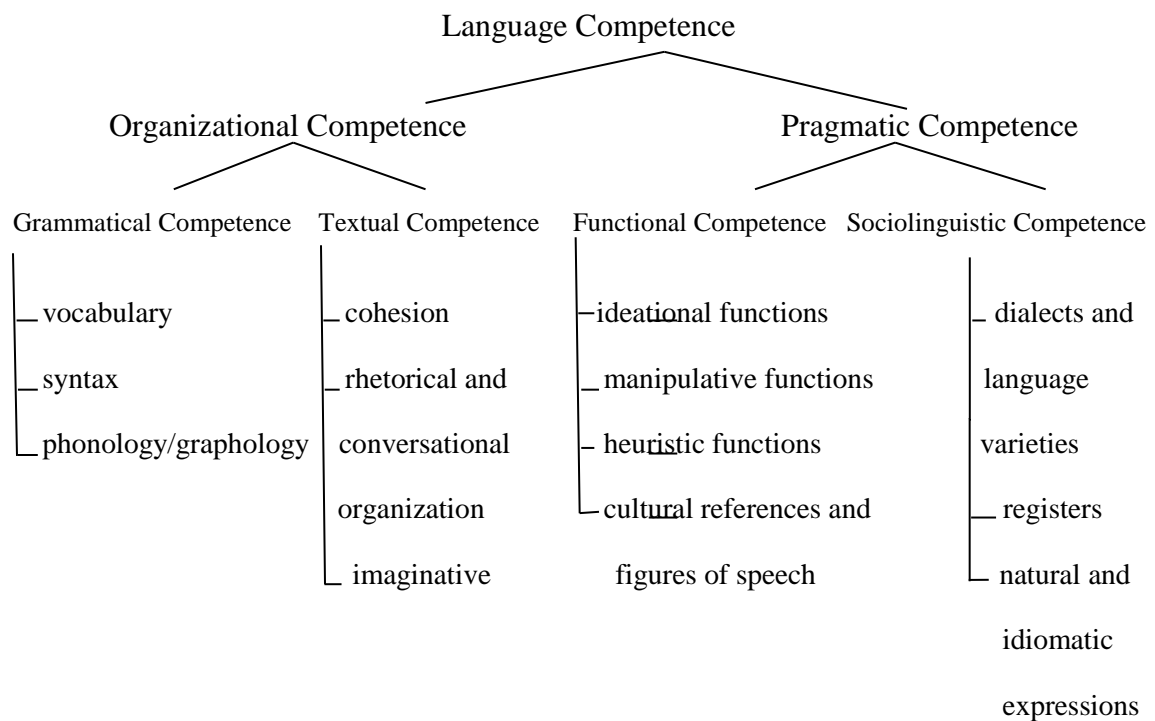 Language Competence
Organizational Competence Pragmatic Competence
Grammatical Competence Textual Competence Functional Competence Sociolinguistic Competence
vocabulary cohesion ideational functions dialects and
syntax rhetorical and manipulative functions language
phonology/graphology conversational heuristic functions varieties
organization cultural references and registers
imaginative figures of speech natural and
idiomatic
expressions